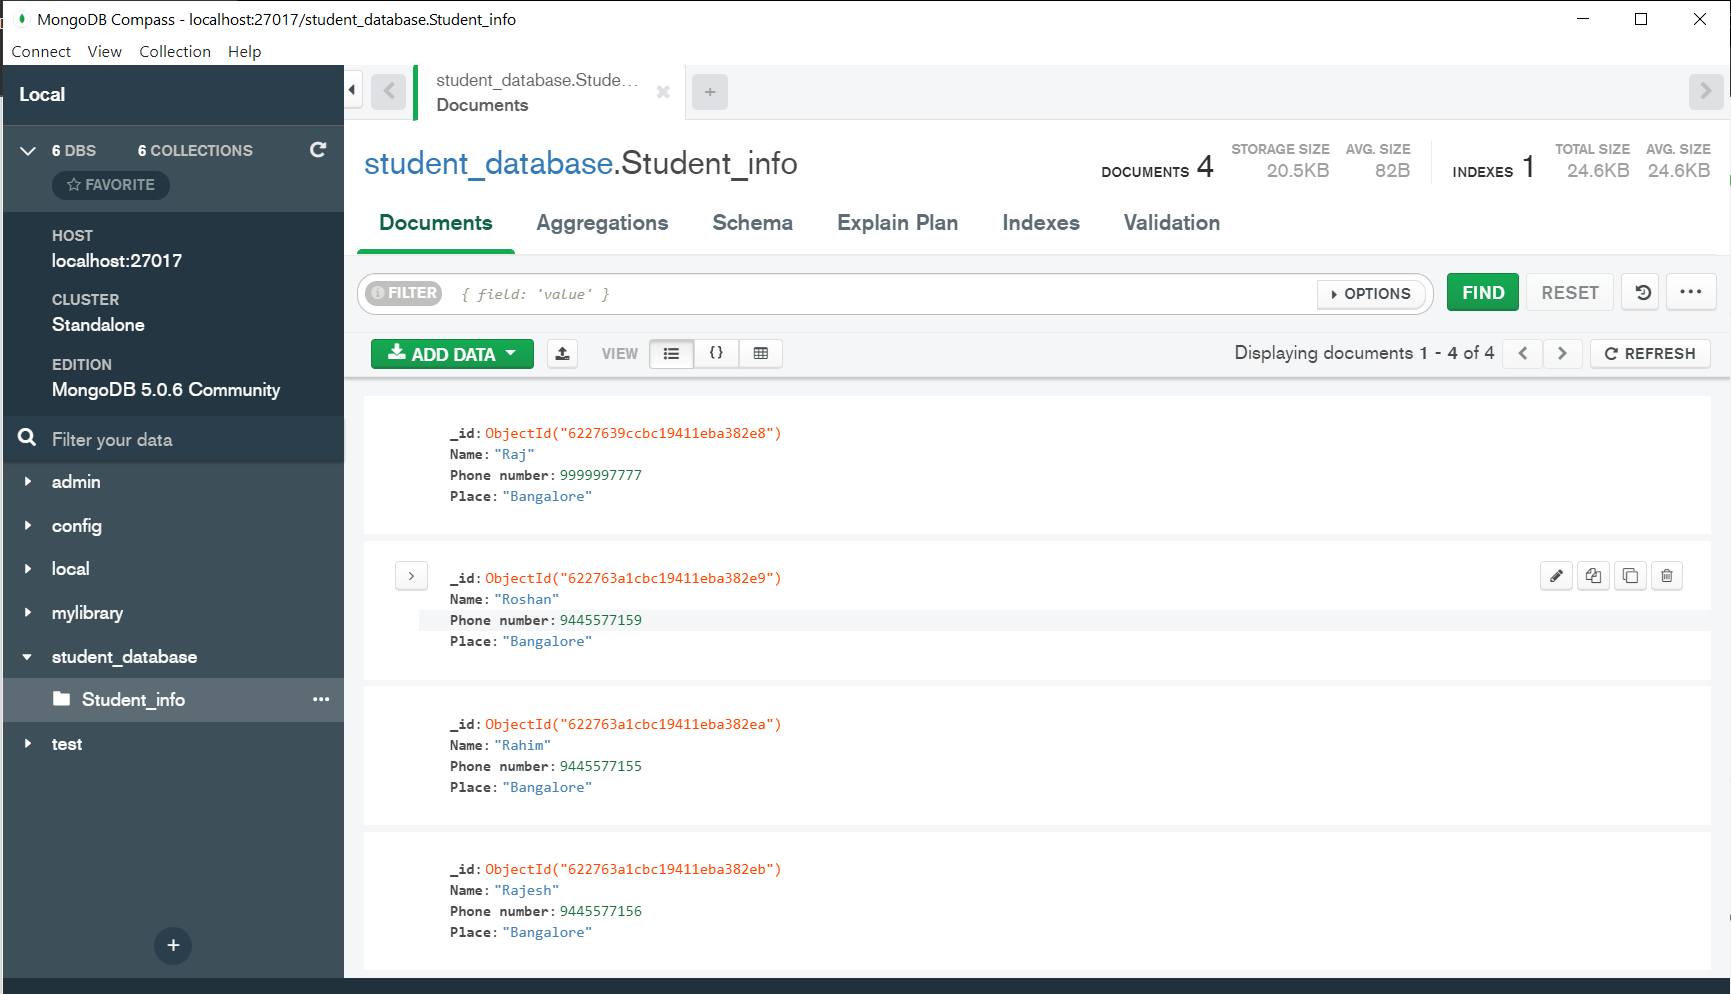 MongoDB Compass - localhost:27017/student_database.Student_info
Connect View Collection Help
Local
6 DBS 6 COLLECTIONS
FAVORITE
HOST
localhost:27017
CLUSTER
Standalone
EDITION
MongoDB 5.0.6 Community
Filter your data
admin
config
local
mylibrary
student_database
Student_info
test
student_database.Stude...
Documents
student_database.Student_info
DOCUMENTS 4
STORAGE SIZE
20.5KB
AVG. SIZE
82B
INDEXES 1
TOTAL SIZE
24.6KB
AVG. SIZE
24.6KB
Documents Aggregations Schema Explain Plan Indexes Validation
FILTER { field: 'value' } OPTIONS FIND RESET
ADD DATA VIEW {} Displaying documents 1 - 4 of 4 REFRESH
_id: ObjectId("6227639ccbc19411eba382e8")
Name: "Raj"
Phone number: 9999997777
Place: "Bangalore"
_id: ObjectId("622763a1cbc19411eba382e9")
Name: "Roshan"
Phone number: 9445577159
Place: "Bangalore"
_id: ObjectId("622763a1cbc19411eba382ea")
Name: "Rahim"
Phone number: 9445577155
Place: "Bangalore"
_id: ObjectId("622763a1cbc19411eba382eb")
Name: "Rajesh"
Phone number: 9445577156
Place: "Bangalore"